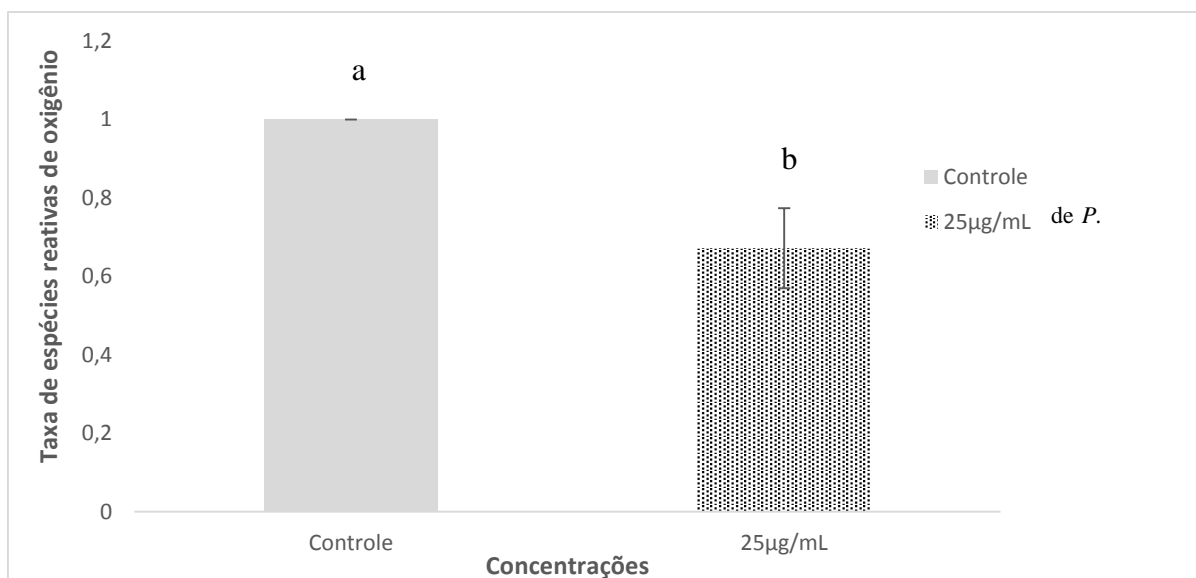 Taxa de espécies reativas de oxigênio
1,2
1
0,8
0,6
0,4
0,2
0
a
b
Controle
25µg/mL
Concentrações
Controle
25µg/mL de P.